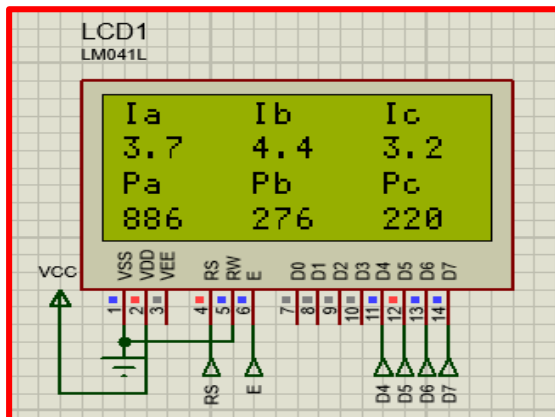 LCD1
LM041L
Ia Ib Ic
3.7 4.4 3.2
Pa Pb Pc
886 276 220
VSS VDD VEE RS RW E D0 D1 D2 D3 D4 D5 D6 D7
VCC
1 2 3 4 5 6 7 8 9 10 11 12 13 14
RS E D4 D5 D6 D7